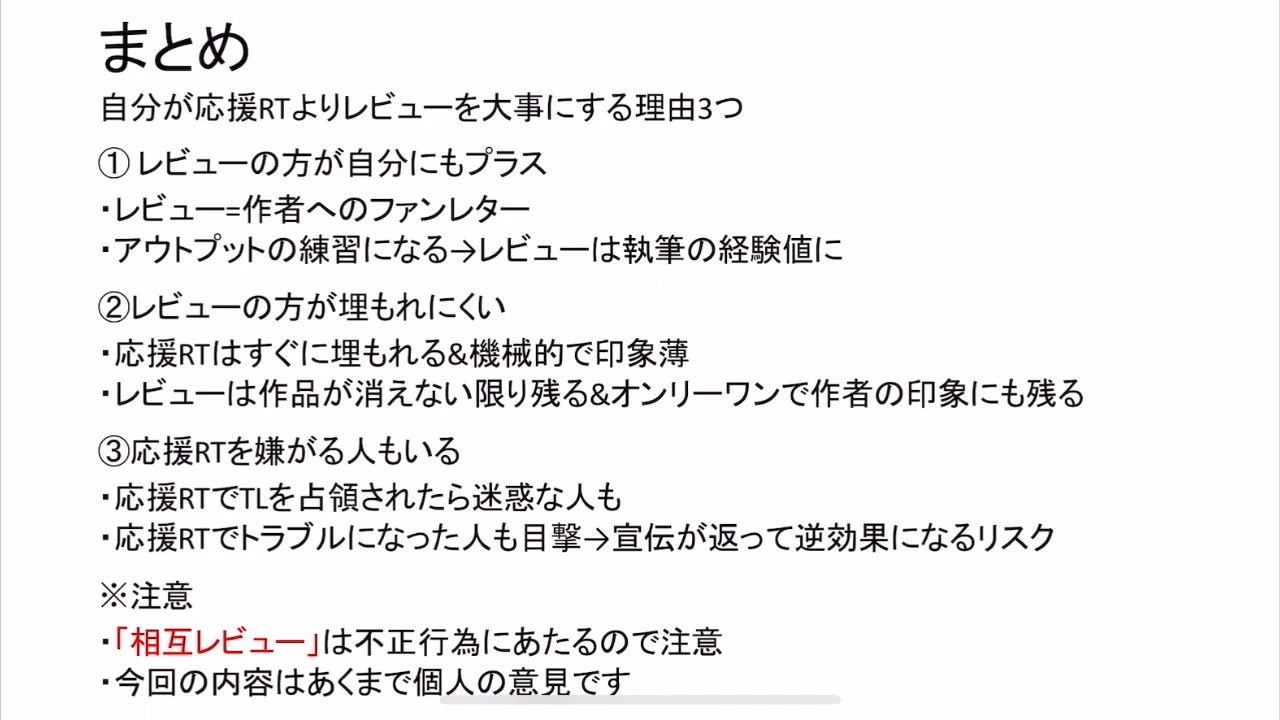 まとめ
自分が応援RTよりレビューを大事にする理由3つ
① レビューの方が自分にもプラス
・レビュー=作者へのファンレター
・アウトプットの練習になる→レビューは執筆の経験値に
②レビューの方が埋もれにくい
・応援RTはすぐに埋もれる&機械的で印象薄
・レビューは作品が消えない限り残る&オンリーワンで作者の印象にも残る
③応援RTを嫌がる人もいる
・応援RTでTLを占領されたら迷惑な人も
・応援RTでトラブルになった人も目撃→宣伝が返って逆効果になるリスク
※注意
・「相互レビュー」は不正行為にあたるので注意
・今回の内容はあくまで個人の意見です